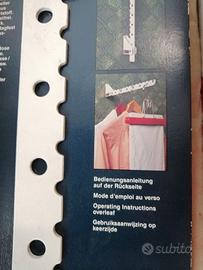 Bedienungsanleitung
auf der Rückseite
Mode d'emploi au verso
Operating Instructions
overleaf
Gebruiksaanwijzing op
keerzijde
subito